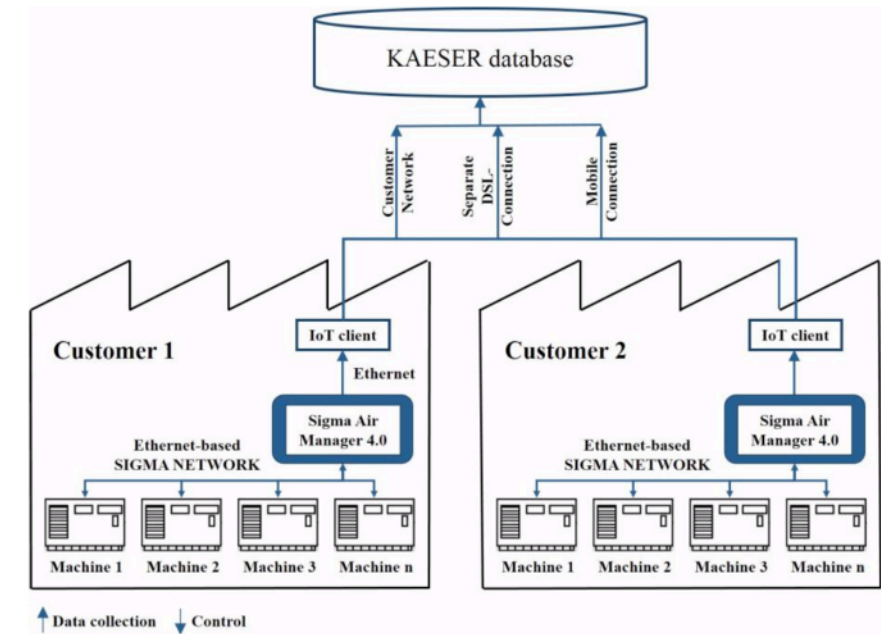 KAESER database
Customer
Network
Separate
DSL-
Connection
Mobile
Connection
Customer 1
IoT client
Ethernet
Sigma Air
Manager 4.0
Ethernet-based
SIGMA NETWORK
Machine 1
Machine 2
Machine 3
Machine n
Customer 2
IoT client
Sigma Air
Manager 4.0
Ethernet-based
SIGMA NETWORK
Machine 1
Machine 2
Machine 3
Machine n
Data collection
Control